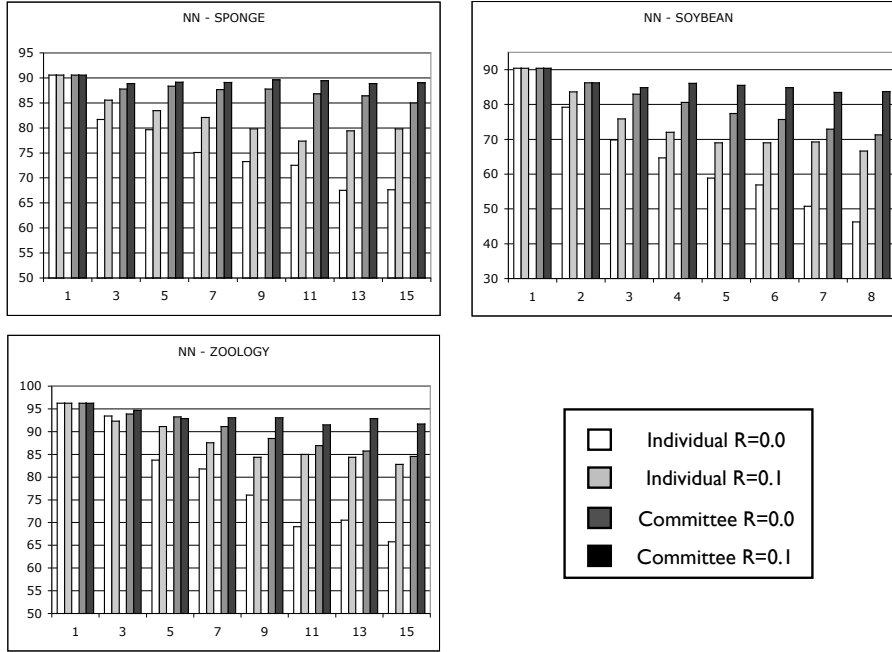 NN - SPONGE
95
90
85
80
75
70
65
60
55
50
1 3 5 7 9 11 13 15
NN - SOYBEAN
90
80
70
60
50
40
30
1 2 3 4 5 6 7 8
NN - ZOOLOGY
100
95
90
85
80
75
70
65
60
55
50
1 3 5 7 9 11 13 15
Individual R=0.0
Individual R=0.1
Committee R=0.0
Committee R=0.1